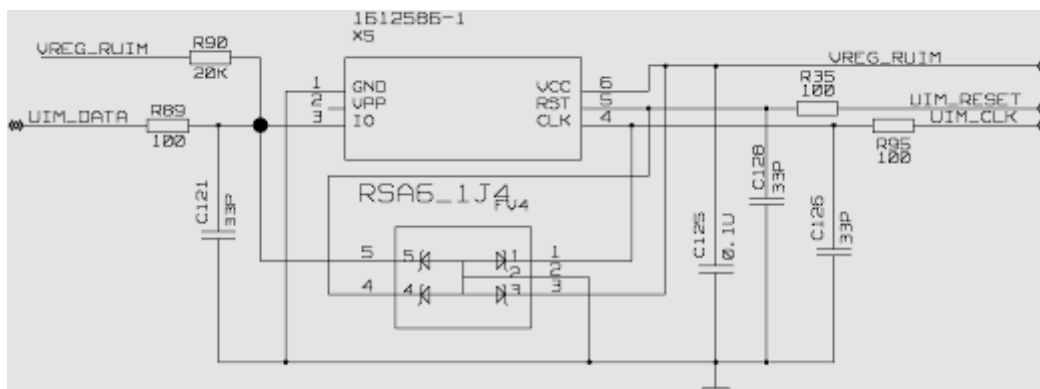 1612586-1
X5
VREG_RUIM
R90
20K
UIM_DATA
R89
100
1 GND
2 VPP
3 IO
VCC 6
RST 5
CLK 4
VREG_RUIM
R35
100
UIM_RESET
UIM_CLK
R95
100
C121
33P
RSA6_1J4
FV4
5 5 1 1
2 2
4 4 3 3
C125
0.1U
C128
33P
C126
33P